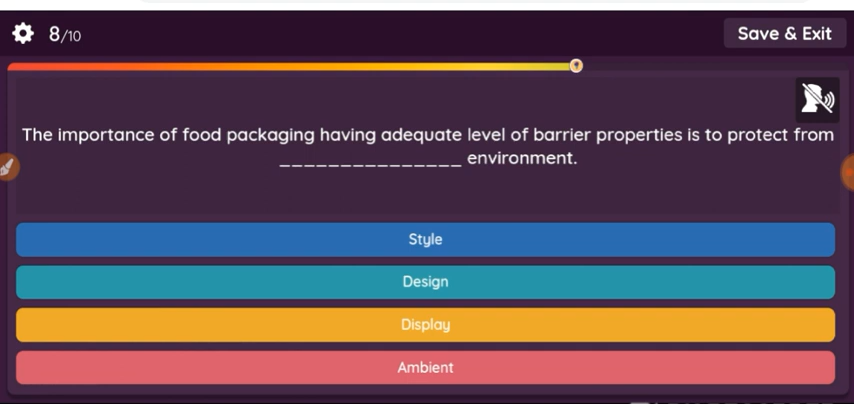 8/10
Save & Exit
The importance of food packaging having adequate level of barrier properties is to protect from
_______________ environment.
Style
Design
Display
Ambient